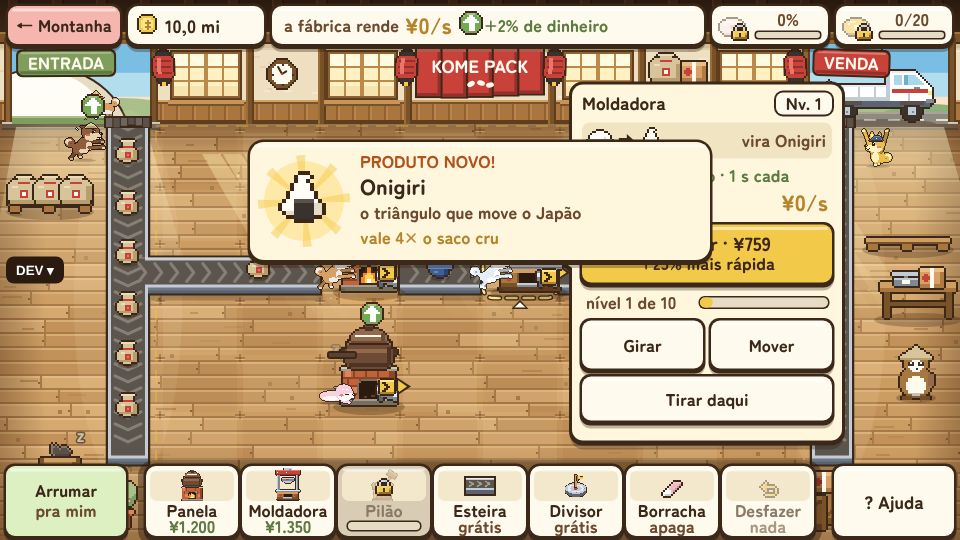 ← Montanha
10,0 mi
a fábrica rende ¥0/s +2% de dinheiro
0%
0/20
ENTRADA
KOME PACK
VENDA
Moldadora
Nv. 1
vira Onigiri
· 1 s cada
¥0/s
PRODUTO NOVO!
Onigiri
o triângulo que move o Japão
vale 4× o saco cru
· ¥759
mais rápida
nível 1 de 10
Girar
Mover
Tirar daqui
DEV ▾
z
Arrumar
pra mim
Panela
¥1.200
Moldadora
¥1.350
Pilão
Esteira
grátis
Divisor
grátis
Borracha
apaga
Desfazer
nada
? Ajuda